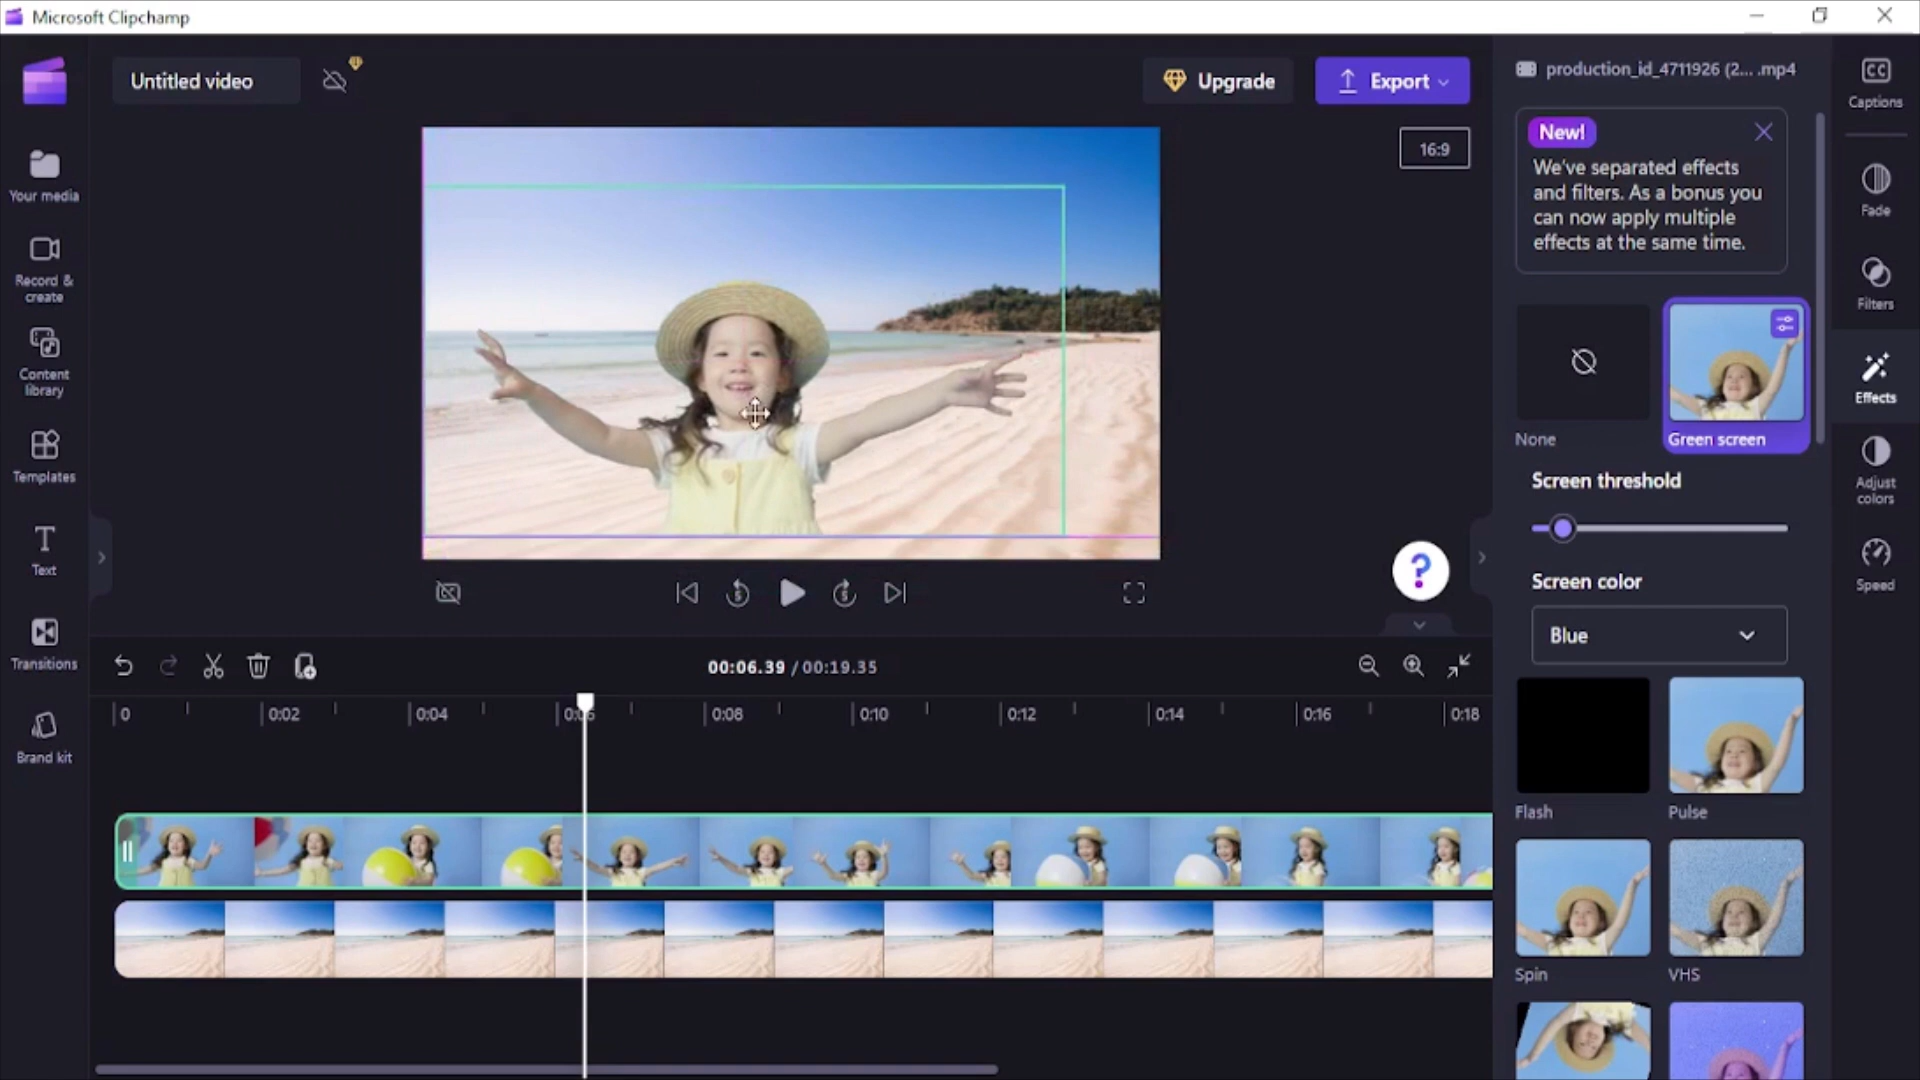 Microsoft Clipchamp
Untitled video
Upgrade
Export
16:9
Your media
Record &
create
Content
library
Templates
Text
Transitions
Brand kit
production_id_4711926 (2... .mp4
New!
We've separated effects
and filters. As a bonus you
can now apply multiple
effects at the same time.
None
Green screen
Screen threshold
Screen color
Blue
Flash
Pulse
Spin
VHS
CC
Captions
Fade
Filters
Effects
Adjust
colors
Speed
5
5
?
00:06.39 / 00:19.35
0
0:02
0:04
0:06
0:08
0:10
0:12
0:14
0:16
0:18